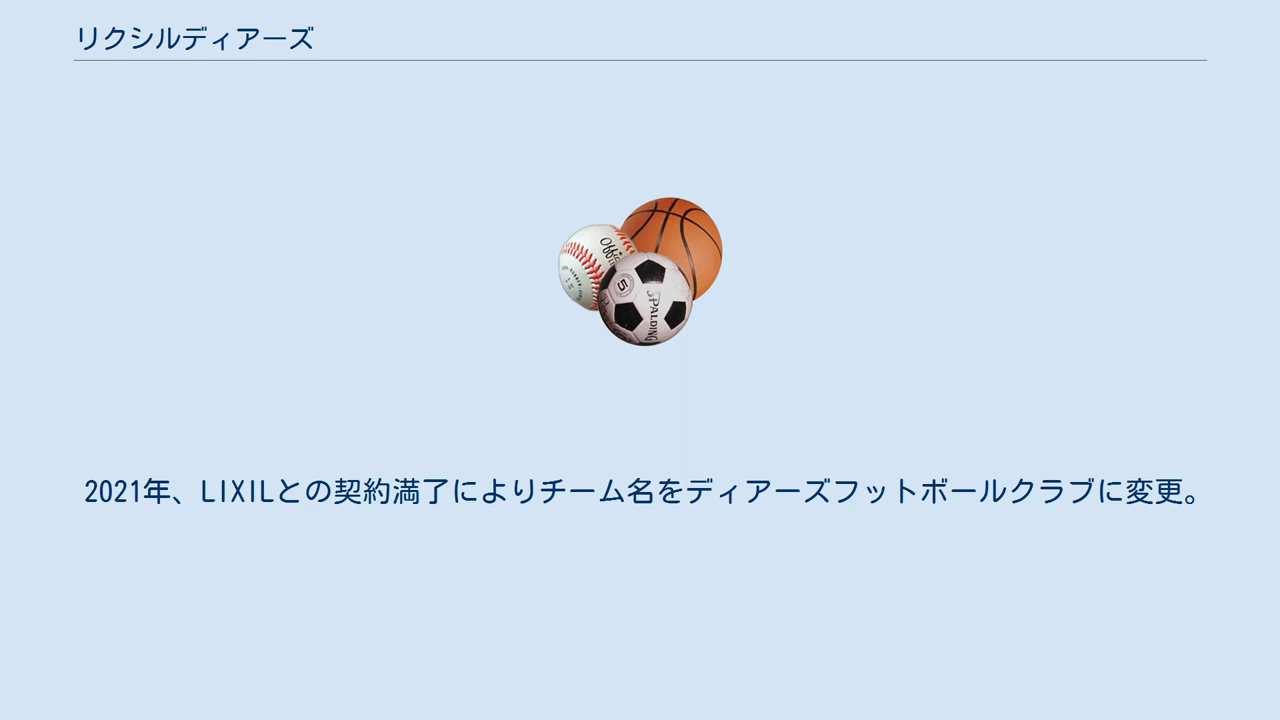 リクシルディアーズ
Offic
5
SPALDING
2021年、LIXILとの契約満了によりチーム名をディアーズフットボールクラブに変更。